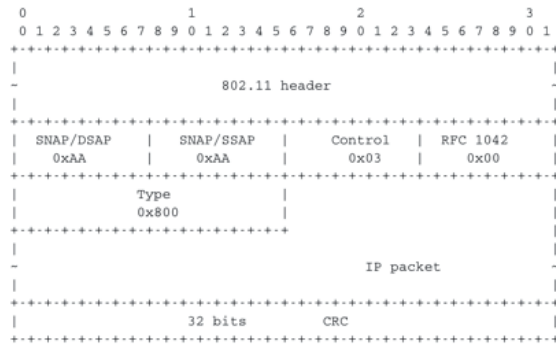 0 1 2 3
0 1 2 3 4 5 6 7 8 9 0 1 2 3 4 5 6 7 8 9 0 1 2 3 4 5 6 7 8 9 0 1
802.11 header
SNAP/DSAP | SNAP/SSAP | Control | RFC 1042
0xAA | 0xAA | 0x03 | 0x00
Type
0x800
IP packet
32 bits CRC